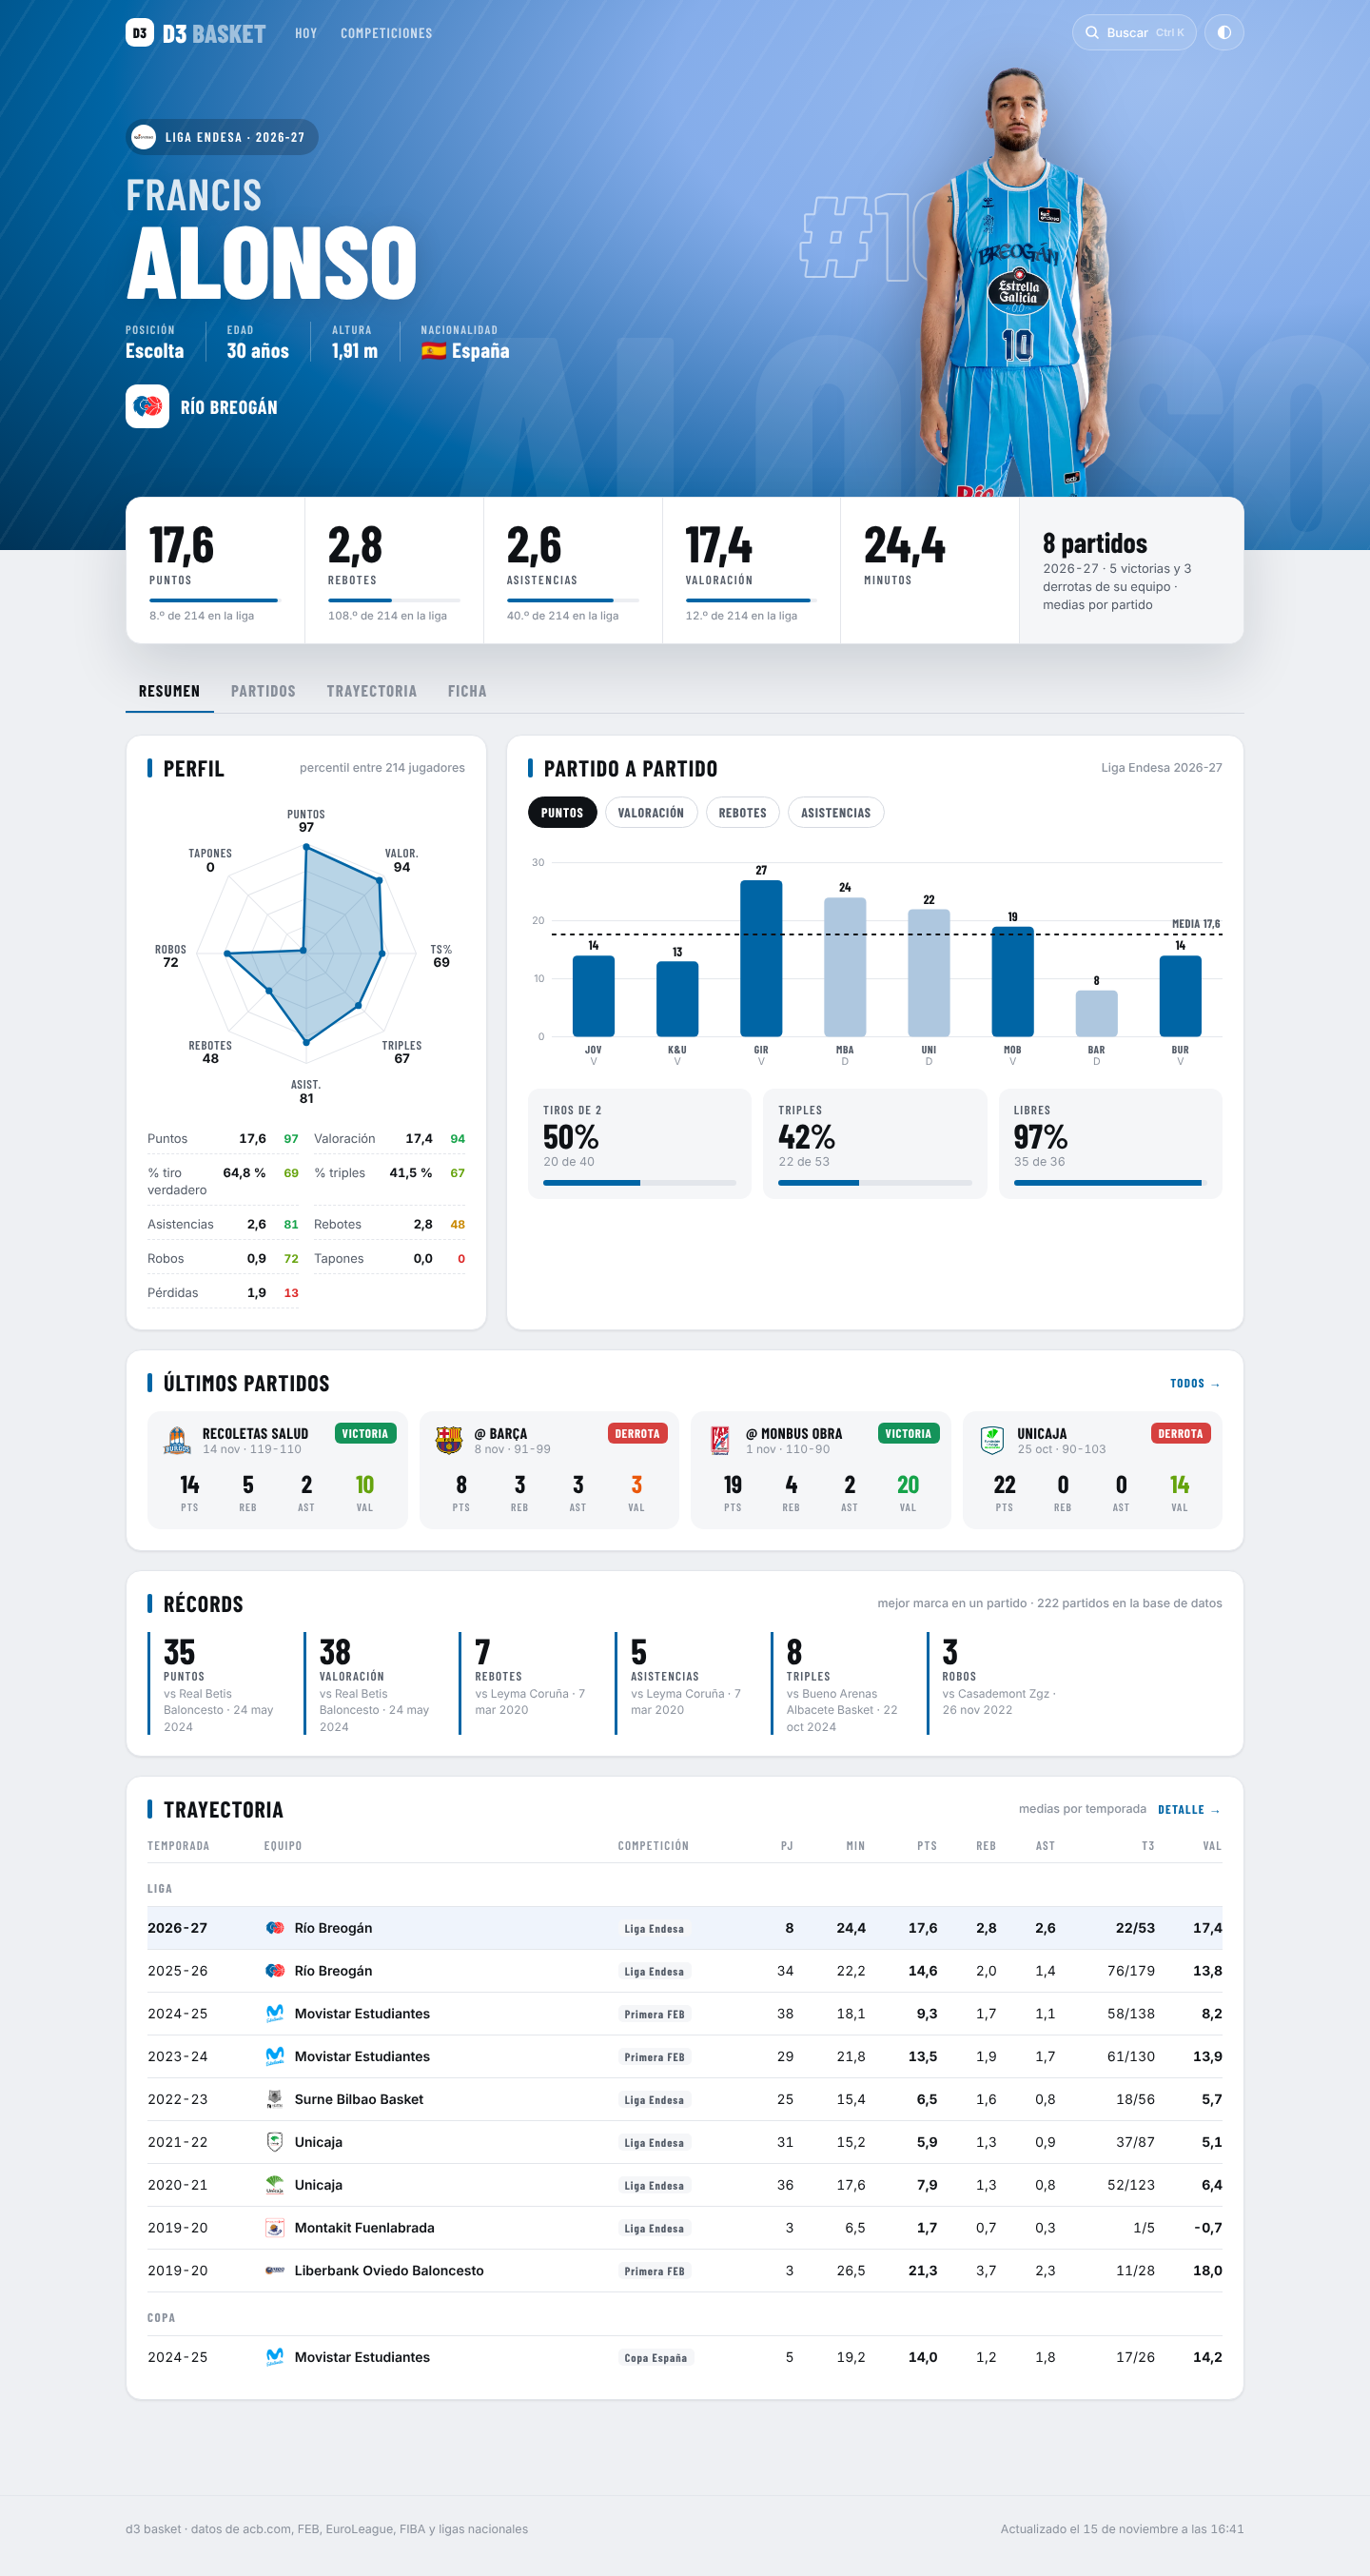 D3 D3 BASKET HOY COMPETICIONES Buscar Ctrl K
LIGA ENDESA · 2026-27
FRANCIS
ALONSO
#10
POSICIÓN EDAD ALTURA NACIONALIDAD
Escolta 30 años 1,91 m España
RÍO BREOGÁN
BREOGÁN
Estrella
Galicia
0,0
10
ALONSO
Río
17,6 2,8 2,6 17,4 24,4 8 partidos
PUNTOS REBOTES ASISTENCIAS VALORACIÓN MINUTOS
2026-27 · 5 victorias y 3
derrotas de su equipo ·
medias por partido
8.º de 214 en la liga 108.º de 214 en la liga 40.º de 214 en la liga 12.º de 214 en la liga
RESUMEN PARTIDOS TRAYECTORIA FICHA
PERFIL percentil entre 214 jugadores
PUNTOS
97
VALOR.
94
TS%
69
TRIPLES
67
ASIST.
81
REBOTES
48
ROBOS
72
TAPONES
0
Puntos 17,6 97 Valoración 17,4 94
% tiro verdadero 64,8 % 69 % triples 41,5 % 67
Asistencias 2,6 81 Rebotes 2,8 48
Robos 0,9 72 Tapones 0,0 0
Pérdidas 1,9 13
PARTIDO A PARTIDO Liga Endesa 2026-27
PUNTOS VALORACIÓN REBOTES ASISTENCIAS
30
20
10
0
14 13 27 24 22 19 8 14
MEDIA 17,6
JOV K&U GIR MBA UNI MOB BAR BUR
V V V D D V D V
TIROS DE 2 TRIPLES LIBRES
50% 42% 97%
20 de 40 22 de 53 35 de 36
ÚLTIMOS PARTIDOS TODOS →
RECOLETAS SALUD VICTORIA
14 nov · 119-110
14 5 2 10
PTS REB AST VAL
@ BARÇA DERROTA
8 nov · 91-99
8 3 3 3
PTS REB AST VAL
@ MONBUS OBRA VICTORIA
1 nov · 110-90
19 4 2 20
PTS REB AST VAL
UNICAJA DERROTA
25 oct · 90-103
22 0 0 14
PTS REB AST VAL
RÉCORDS mejor marca en un partido · 222 partidos en la base de datos
35
PUNTOS
vs Real Betis
Baloncesto · 24 may
2024
38
VALORACIÓN
vs Real Betis
Baloncesto · 24 may
2024
7
REBOTES
vs Leyma Coruña · 7
mar 2020
5
ASISTENCIAS
vs Leyma Coruña · 7
mar 2020
8
TRIPLES
vs Bueno Arenas
Albacete Basket · 22
oct 2024
3
ROBOS
vs Casademont Zgz ·
26 nov 2022
TRAYECTORIA medias por temporada DETALLE →
TEMPORADA EQUIPO COMPETICIÓN PJ MIN PTS REB AST T3 VAL
LIGA
2026-27 Río Breogán Liga Endesa 8 24,4 17,6 2,8 2,6 22/53 17,4
2025-26 Río Breogán Liga Endesa 34 22,2 14,6 2,0 1,4 76/179 13,8
2024-25 Movistar Estudiantes Primera FEB 38 18,1 9,3 1,7 1,1 58/138 8,2
2023-24 Movistar Estudiantes Primera FEB 29 21,8 13,5 1,9 1,7 61/130 13,9
2022-23 Surne Bilbao Basket Liga Endesa 25 15,4 6,5 1,6 0,8 18/56 5,7
2021-22 Unicaja Liga Endesa 31 15,2 5,9 1,3 0,9 37/87 5,1
2020-21 Unicaja Liga Endesa 36 17,6 7,9 1,3 0,8 52/123 6,4
2019-20 Montakit Fuenlabrada Liga Endesa 3 6,5 1,7 0,7 0,3 1/5 -0,7
2019-20 Liberbank Oviedo Baloncesto Primera FEB 3 26,5 21,3 3,7 2,3 11/28 18,0
COPA
2024-25 Movistar Estudiantes Copa España 5 19,2 14,0 1,2 1,8 17/26 14,2
d3 basket · datos de acb.com, FEB, EuroLeague, FIBA y ligas nacionales Actualizado el 15 de noviembre a las 16:41